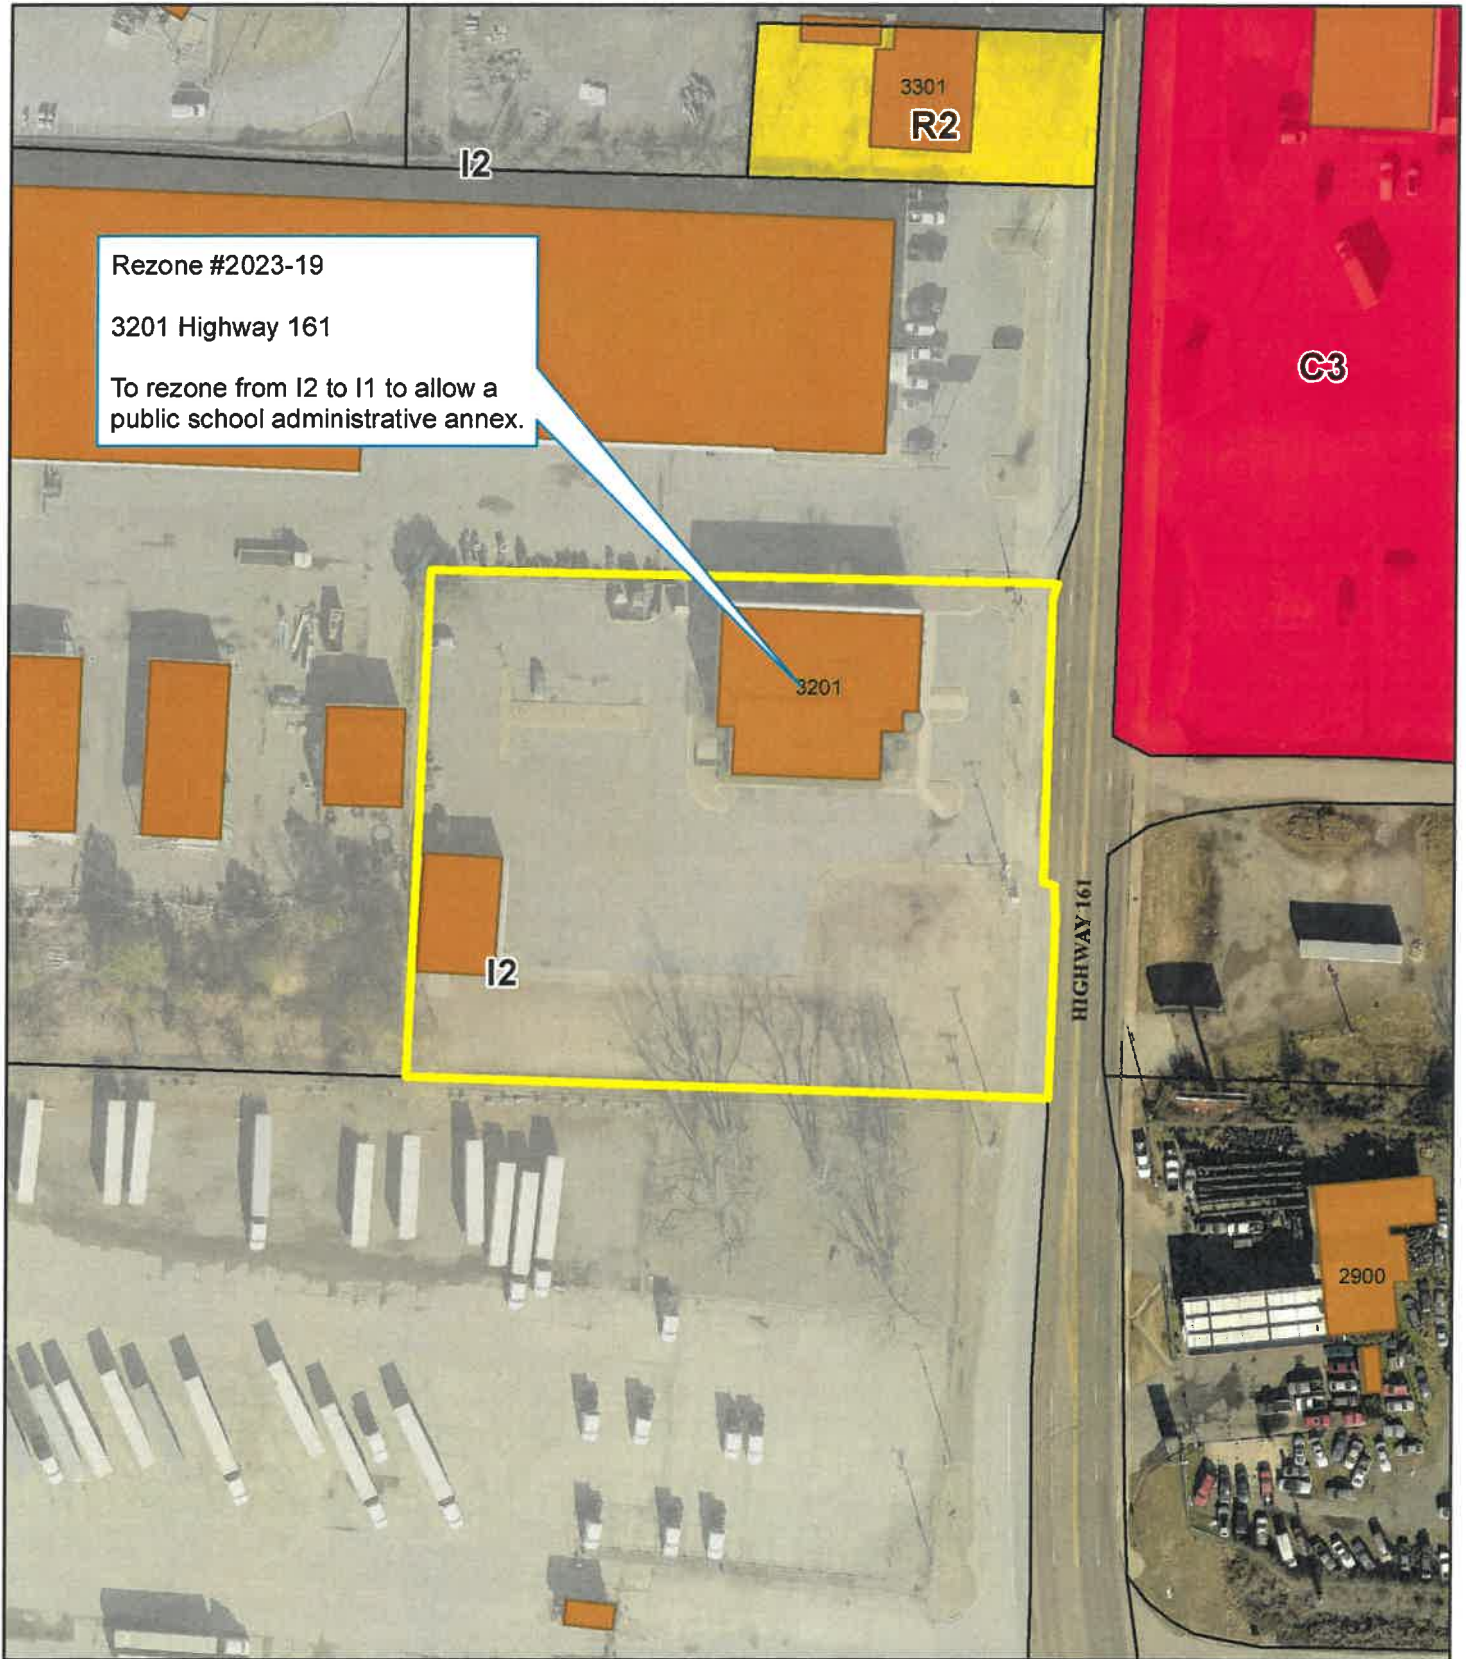 3301
R2
I2
Rezone #2023-19
3201 Highway 161
To rezone from I2 to I1 to allow a
public school administrative annex.
C3
3201
HIGHWAY 161
I2
2900